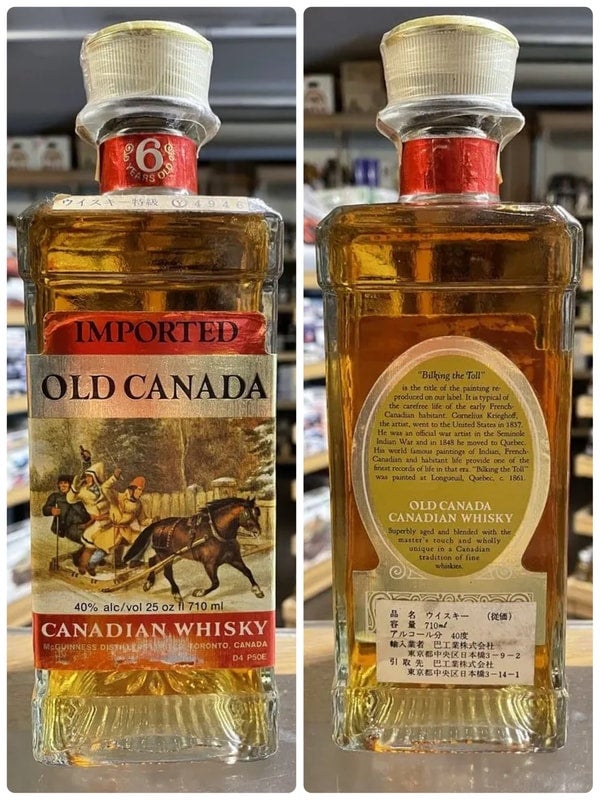 6
YEARS OLD
ウイスキー特級 4946
IMPORTED
OLD CANADA
40% alc/vol 25 oz fl 710 ml
CANADIAN WHISKY
McGUINNESS DISTILLERS TORONTO, CANADA
D4 P50E
"Bilking the Toll"
is the title of the painting re-
produced on our label. It is typical of
the carefree life of the early French-
Canadian habitant. Cornelius Krieghoff,
the artist, went to the United States in 1837.
He was an official war artist in the Seminole
Indian War and in 1848 he moved to Quebec.
His world famous paintings of Indian, French-
Canadian and habitant life provide one of the
finest records of life in that era. "Bilking the Toll"
was painted at Longueuil, Quebec, c. 1861.
OLD CANADA
CANADIAN WHISKY
Superbly aged and blended with the
master's touch and wholly
unique in a Canadian
tradition of fine
whiskies.
品名 ウイスキー (従価)
容量 710ml
アルコール分 40度
輸入業者 巴工業株式会社
東京都中央区日本橋3-9-2
引取先 巴工業株式会社
東京都中央区日本橋3-14-1